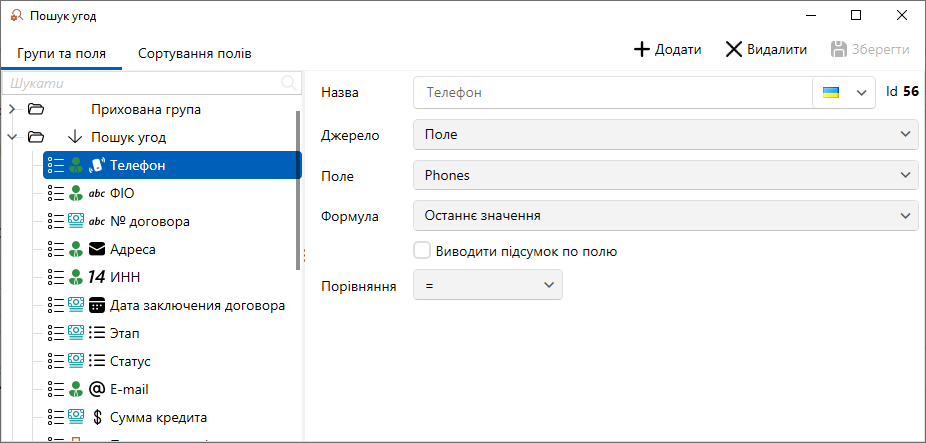 Пошук угод
Групи та поля
Сортування полів
Додати
Видалити
Зберегти
Шукати
Прихована група
Пошук угод
Телефон
abc ФІО
abc № договора
Адреса
14 ИНН
Дата заключения договора
Этап
Статус
@ E-mail
$ Сумма кредита
Назва
Телефон
Id 56
Джерело
Поле
Поле
Phones
Формула
Останнє значення
Виводити підсумок по полю
Порівняння
=